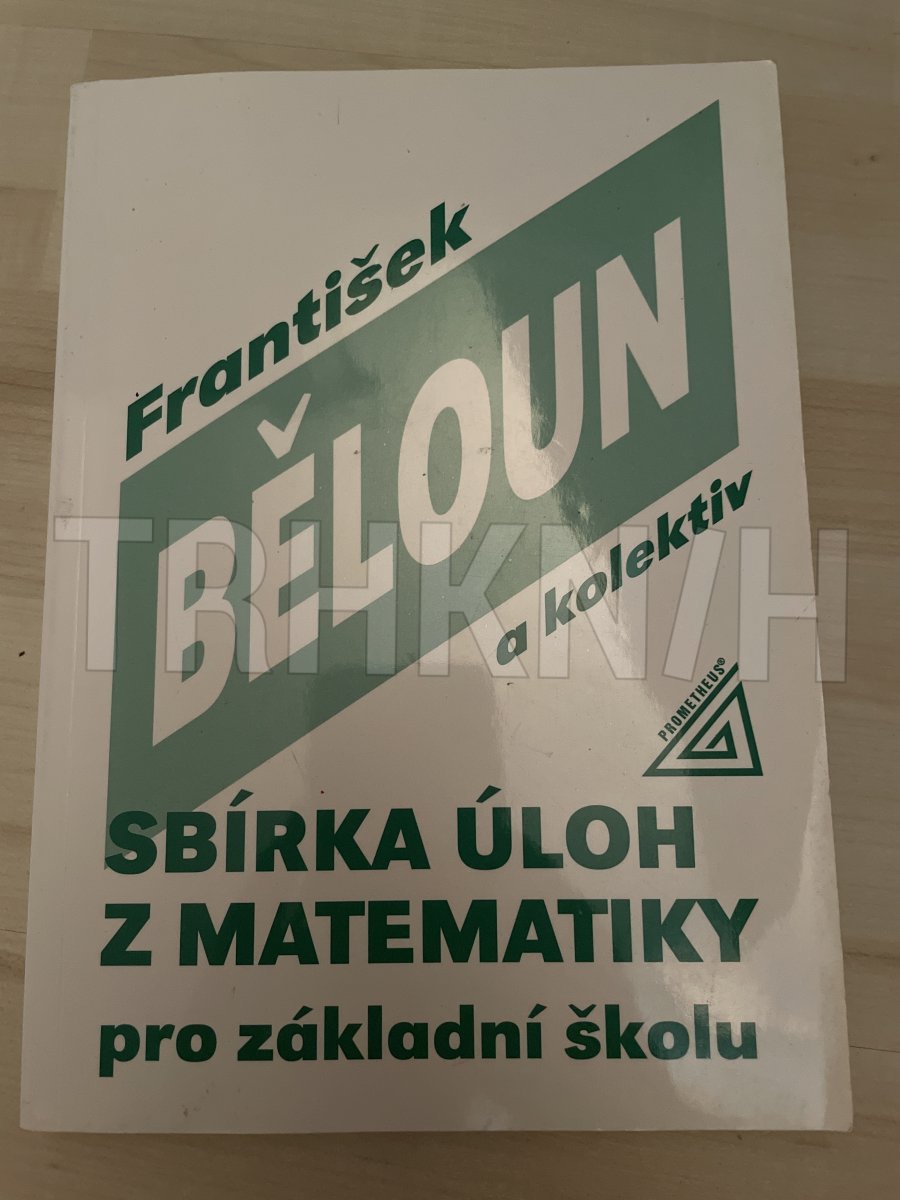 František
BĚLOUN
a kolektiv
TRHKNIH
PROMETHEUS®
SBÍRKA ÚLOH
Z MATEMATIKY
pro základní školu